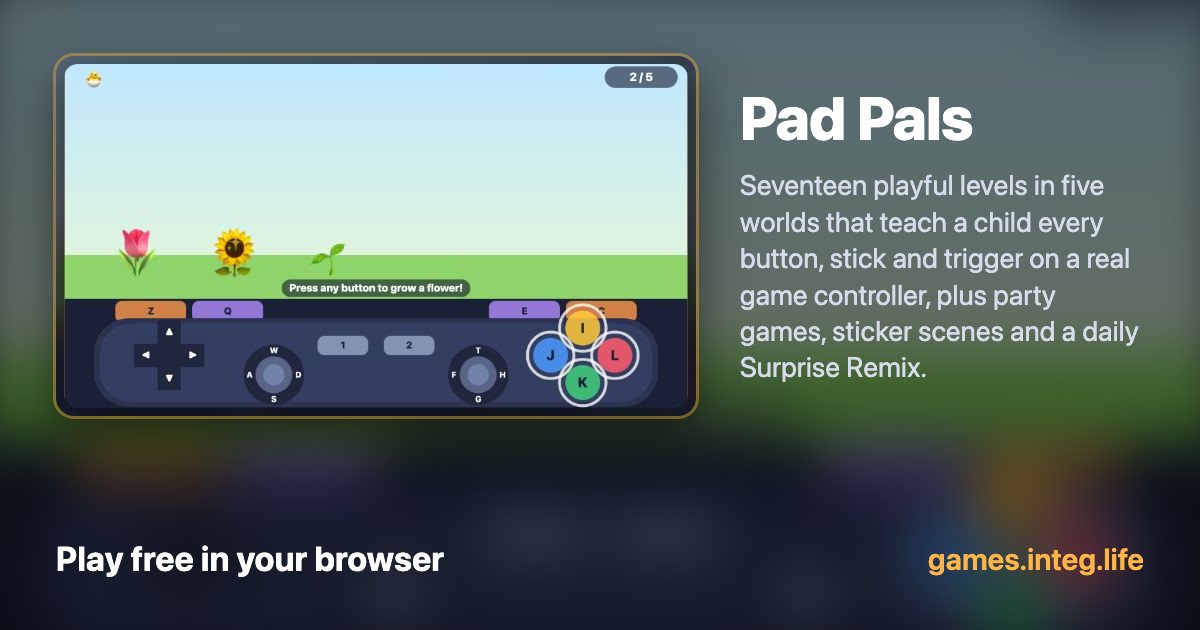 2/5
Pad Pals
Seventeen playful levels in five
worlds that teach a child every
button, stick and trigger on a real
game controller, plus party
games, sticker scenes and a daily
Surprise Remix.
Press any button to grow a flower!
Z Q E C
I
W 1 2 T
J L
A D F H
K
S G
Play free in your browser
games.integ.life